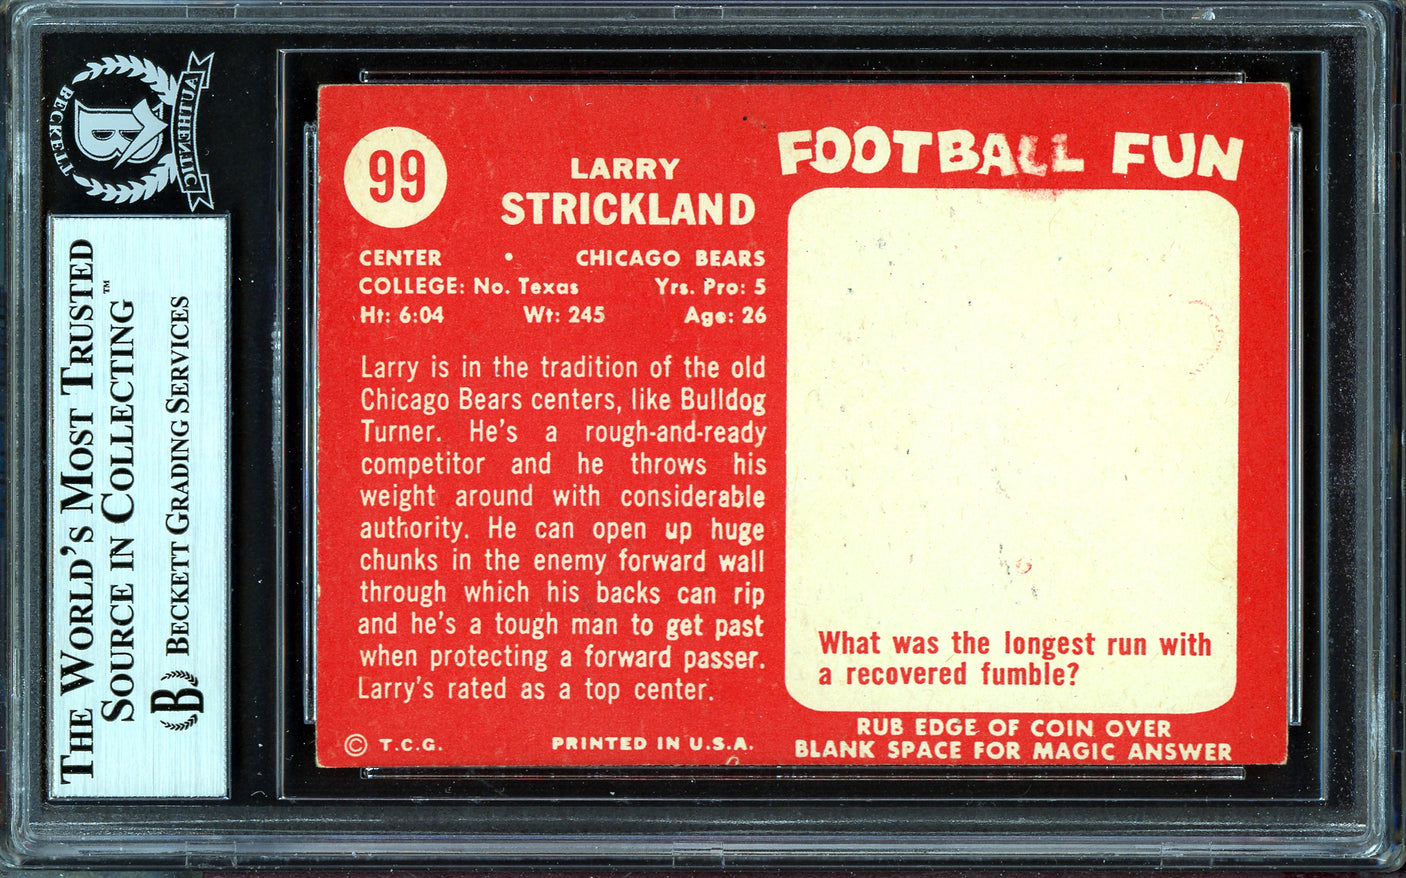 BECKETT
AUTHENTIC
B
THE WORLD'S MOST TRUSTED
SOURCE IN COLLECTING™
B BECKETT GRADING SERVICES
99
LARRY
STRICKLAND
CENTER • CHICAGO BEARS
COLLEGE: No. Texas Yrs. Pro: 5
Ht: 6:04 Wt: 245 Age: 26
Larry is in the tradition of the old
Chicago Bears centers, like Bulldog
Turner. He's a rough-and-ready
competitor and he throws his
weight around with considerable
authority. He can open up huge
chunks in the enemy forward wall
through which his backs can rip
and he's a tough man to get past
when protecting a forward passer.
Larry's rated as a top center.
© T.C.G. PRINTED IN U.S.A.
FOOTBALL FUN
What was the longest run with
a recovered fumble?
RUB EDGE OF COIN OVER
BLANK SPACE FOR MAGIC ANSWER